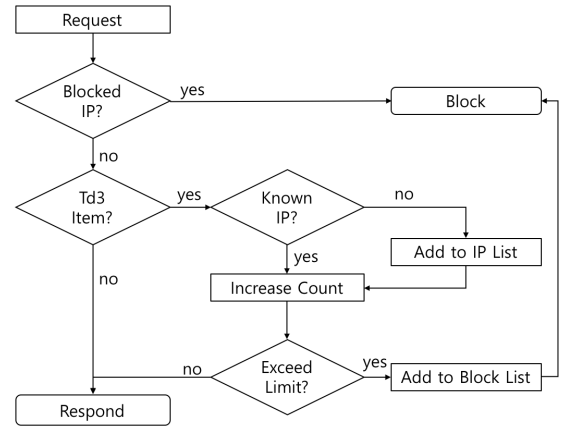 Request
Blocked
IP?
yes
Block
no
Td3
Item?
yes
Known
IP?
no
Add to IP List
yes
no
Increase Count
Exceed
Limit?
no
yes
Add to Block List
Respond